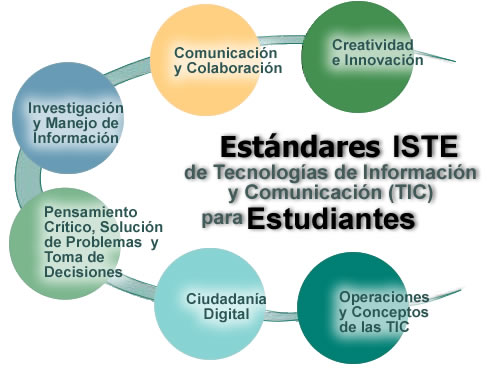 Creatividad
e Innovación
Comunicación
y Colaboración
Investigación
y Manejo de
Información
Estándares ISTE
de Tecnologías de Información
y Comunicación (TIC)
para Estudiantes
Pensamiento
Crítico, Solución
de Problemas y
Toma de
Decisiones
Ciudadanía
Digital
Operaciones
y Conceptos
de las TIC